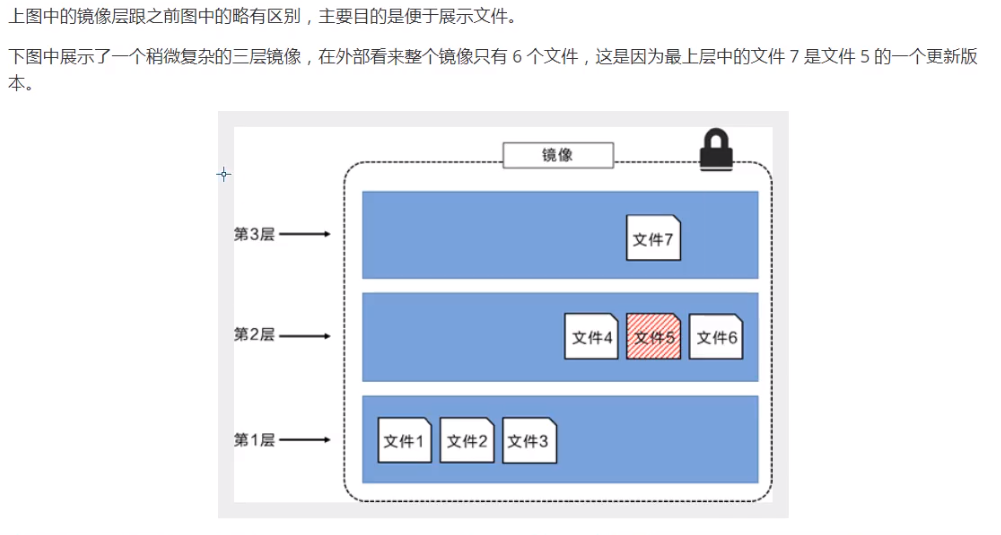 上图中的镜像层跟之前图中的略有区别，主要目的是便于展示文件。
下图中展示了一个稍微复杂的三层镜像，在外部看来整个镜像只有 6 个文件，这是因为最上层中的文件 7 是文件 5 的一个更新版
本。
镜像
第3层
文件7
第2层
文件4
文件5
文件6
第1层
文件1
文件2
文件3